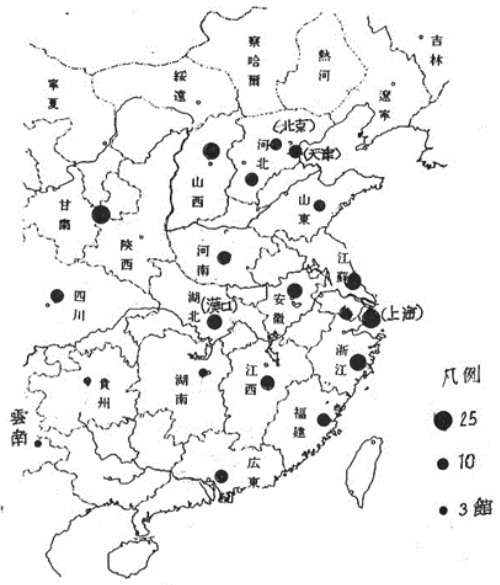 吉林
察哈爾
熱河
綏遠
遼寧
寧夏
(北京)
河北
(天津)
山西
山東
甘肅
陝西
河南
江蘇
四川
湖北
(漢口)
安徽
(上海)
浙江
貴州
湖南
江西
凡例
雲南
福建
25
広東
10
3館